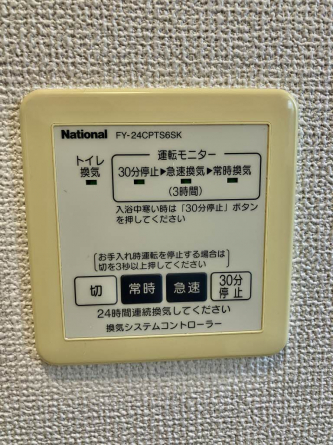 National FY-24CPTS6SK
トイレ換気
運転モニター
30分停止▶急速換気▶常時換気
(3時間)
入浴中寒い時は「30分停止」ボタン
を押してください
お手入れ時運転を停止する場合は
切を3秒以上押してください
切 常時 急速 30分停止
24時間連続換気してください
換気システムコントローラー